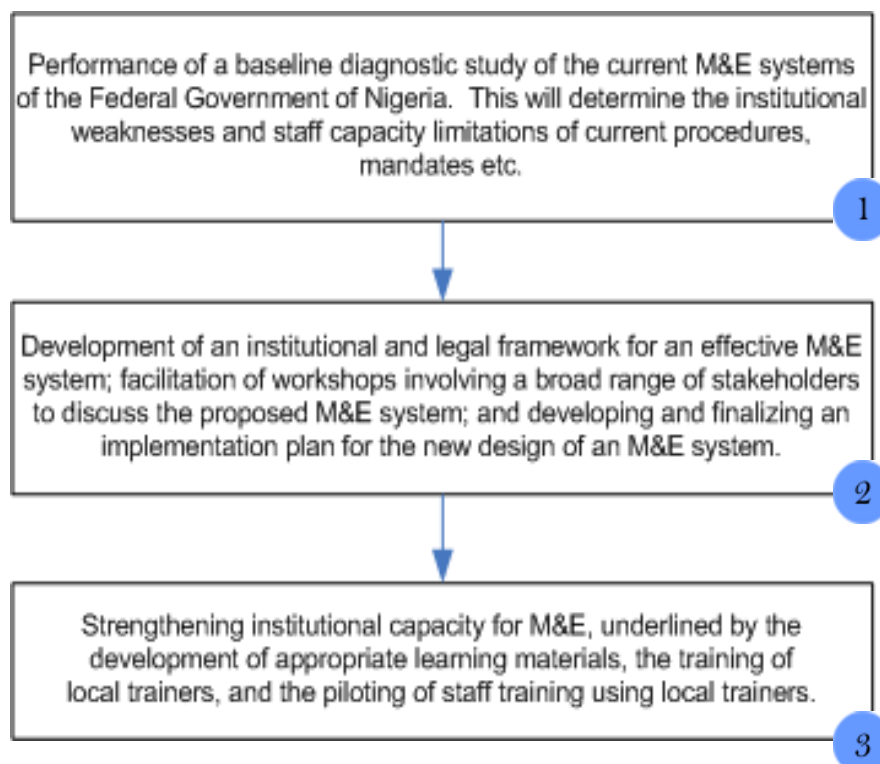 Performance of a baseline diagnostic study of the current M&E systems
of the Federal Government of Nigeria.  This will determine the institutional
weaknesses and staff capacity limitations of current procedures,
mandates etc.
1
Development of an institutional and legal framework for an effective M&E
system; facilitation of workshops involving a broad range of stakeholders
to discuss the proposed M&E system; and developing and finalizing an
implementation plan for the new design of an M&E system.
2
Strengthening institutional capacity for M&E, underlined by the
development of appropriate learning materials, the training of
local trainers, and the piloting of staff training using local trainers.
3